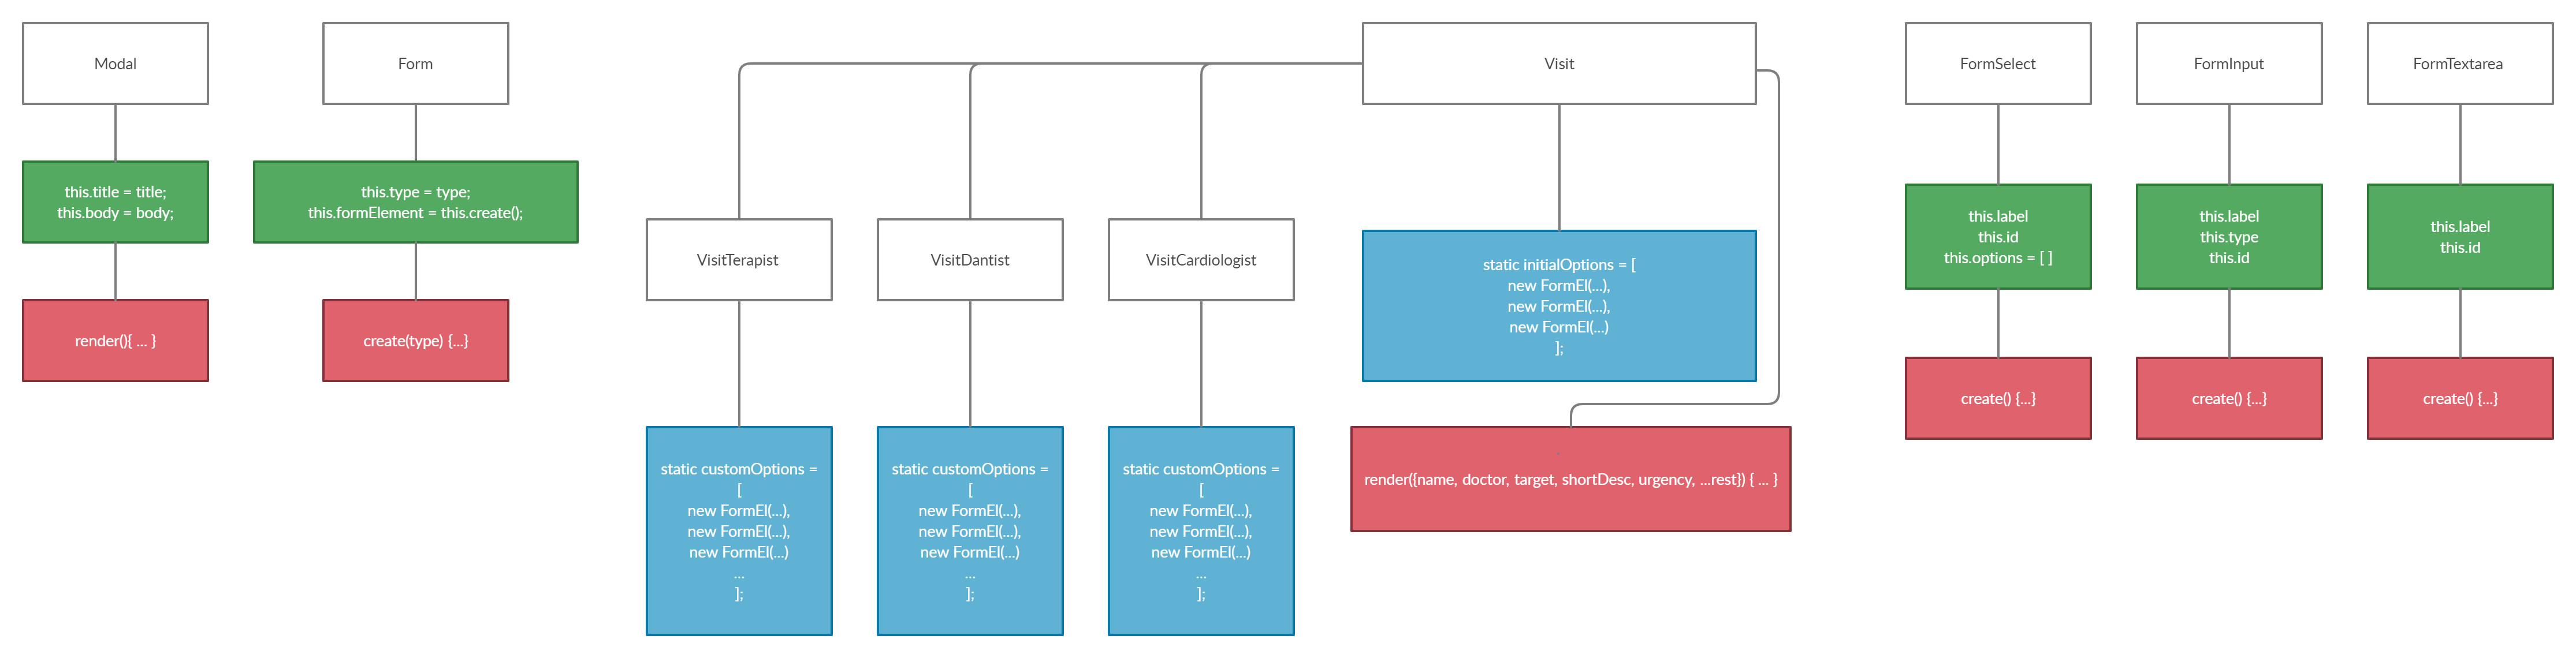 Modal
this.title = title;
this.body = body;
render(){ ... }
Form
this.type = type;
this.formElement = this.create();
create(type) {...}
Visit
VisitTerapist
static customOptions =
[
new FormEl(...),
new FormEl(...),
new FormEl(...)
...
];
VisitDantist
static customOptions =
[
new FormEl(...),
new FormEl(...),
new FormEl(...)
...
];
VisitCardiologist
static customOptions =
[
new FormEl(...),
new FormEl(...),
new FormEl(...)
...
];
static initialOptions = [
new FormEl(...),
new FormEl(...),
new FormEl(...)
];
render({name, doctor, target, shortDesc, urgency, ...rest}) { ... }
FormSelect
this.label
this.id
this.options = [ ]
create() {...}
FormInput
this.label
this.type
this.id
create() {...}
FormTextarea
this.label
this.id
create() {...}